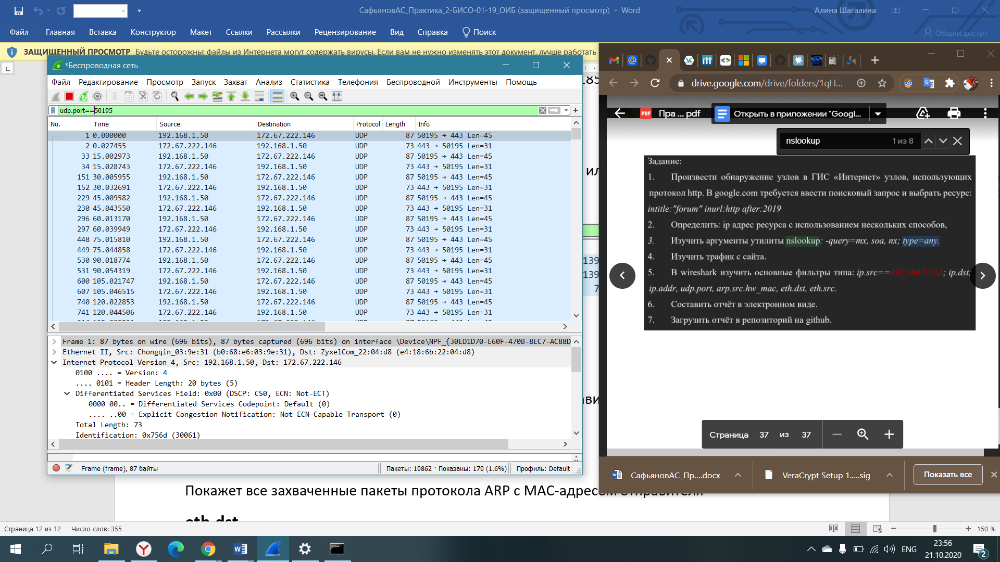 СафьяновАС_Практика_2-БИСО-01-19_ОИБ (защищенный просмотр) - Word
Алина Шагалина
Файл Главная Вставка Конструктор Макет Ссылки Рассылки Рецензирование Вид Справка Поиск
Общий доступ
ЗАЩИЩЕННЫЙ ПРОСМОТР Будьте осторожны: файлы из Интернета могут содержать вирусы. Если вам не нужно изменять этот документ, лучше работать
*Беспроводная сеть
Файл Редактирование Просмотр Запуск Захват Анализ Статистика Телефония Беспроводной Инструменты Помощь
udp.port==50195
No. Time Source Destination Protocol Length Info
1 0.000000 192.168.1.50 172.67.222.146 UDP 87 50195 → 443 Len=45
2 0.027455 172.67.222.146 192.168.1.50 UDP 73 443 → 50195 Len=31
33 15.002973 192.168.1.50 172.67.222.146 UDP 87 50195 → 443 Len=45
34 15.028743 172.67.222.146 192.168.1.50 UDP 73 443 → 50195 Len=31
151 30.005955 192.168.1.50 172.67.222.146 UDP 87 50195 → 443 Len=45
152 30.032691 172.67.222.146 192.168.1.50 UDP 73 443 → 50195 Len=31
229 45.009582 192.168.1.50 172.67.222.146 UDP 87 50195 → 443 Len=45
230 45.043550 172.67.222.146 192.168.1.50 UDP 73 443 → 50195 Len=31
296 60.013170 192.168.1.50 172.67.222.146 UDP 87 50195 → 443 Len=45
297 60.039949 172.67.222.146 192.168.1.50 UDP 73 443 → 50195 Len=31
448 75.015810 192.168.1.50 172.67.222.146 UDP 87 50195 → 443 Len=45
449 75.044858 172.67.222.146 192.168.1.50 UDP 73 443 → 50195 Len=31
530 90.018774 192.168.1.50 172.67.222.146 UDP 87 50195 → 443 Len=45
531 90.054319 172.67.222.146 192.168.1.50 UDP 73 443 → 50195 Len=31
600 105.021747 192.168.1.50 172.67.222.146 UDP 87 50195 → 443 Len=45
607 105.046515 172.67.222.146 192.168.1.50 UDP 73 443 → 50195 Len=31
740 120.022853 192.168.1.50 172.67.222.146 UDP 87 50195 → 443 Len=45
741 120.044506 172.67.222.146 192.168.1.50 UDP 73 443 → 50195 Len=31
Frame 1: 87 bytes on wire (696 bits), 87 bytes captured (696 bits) on interface \Device\NPF_{30ED1D70-E60F-470B-8EC7-AC88D
Ethernet II, Src: Chongqin_03:9e:31 (b0:68:e6:03:9e:31), Dst: ZyxelCom_22:04:d8 (e4:18:6b:22:04:d8)
Internet Protocol Version 4, Src: 192.168.1.50, Dst: 172.67.222.146
0100 .... = Version: 4
.... 0101 = Header Length: 20 bytes (5)
Differentiated Services Field: 0x00 (DSCP: CS0, ECN: Not-ECT)
0000 00.. = Differentiated Services Codepoint: Default (0)
.... ..00 = Explicit Congestion Notification: Not ECN-Capable Transport (0)
Total Length: 73
Identification: 0x756d (30061)
Frame (frame), 87 байты
Пакеты: 10862 · Показаны: 170 (1.6%)
Профиль: Default
139
139
7
Покажет все захваченные пакеты протокола ARP с MAC-адресом отправителя
eth.dst
drive.google.com/drive/folders/1qH...
PDF Пра ... pdf
Открыть в приложении "Googl...
nslookup 1 из 8
Задание:
1. Произвести обнаружение узлов в ГИС «Интернет» узлов, использующих
протокол http. В google.com требуется ввести поисковый запрос и выбрать ресурс:
intitle:"forum" inurl:http after:2019
2. Определить: ip адрес ресурса с использованием нескольких способов,
3. Изучить аргументы утилиты nslookup: -query=mx, soa, nx; type=any.
4. Изучить трафик с сайта.
5. В wireshark изучить основные фильтры типа: ip.src==192.168.0.163; ip.dst;
ip.addr, udp.port, arp.src.hw_mac, eth.dst, eth.src.
6. Составить отчёт в электронном виде.
7. Загрузить отчёт в репозиторий на github.
Страница 37 из 37
СафьяновАС_Пр....docx
VeraCrypt Setup 1.....sig
Показать все
Страница 12 из 12 Число слов: 355
150 %
ENG
23:56
21.10.2020
2